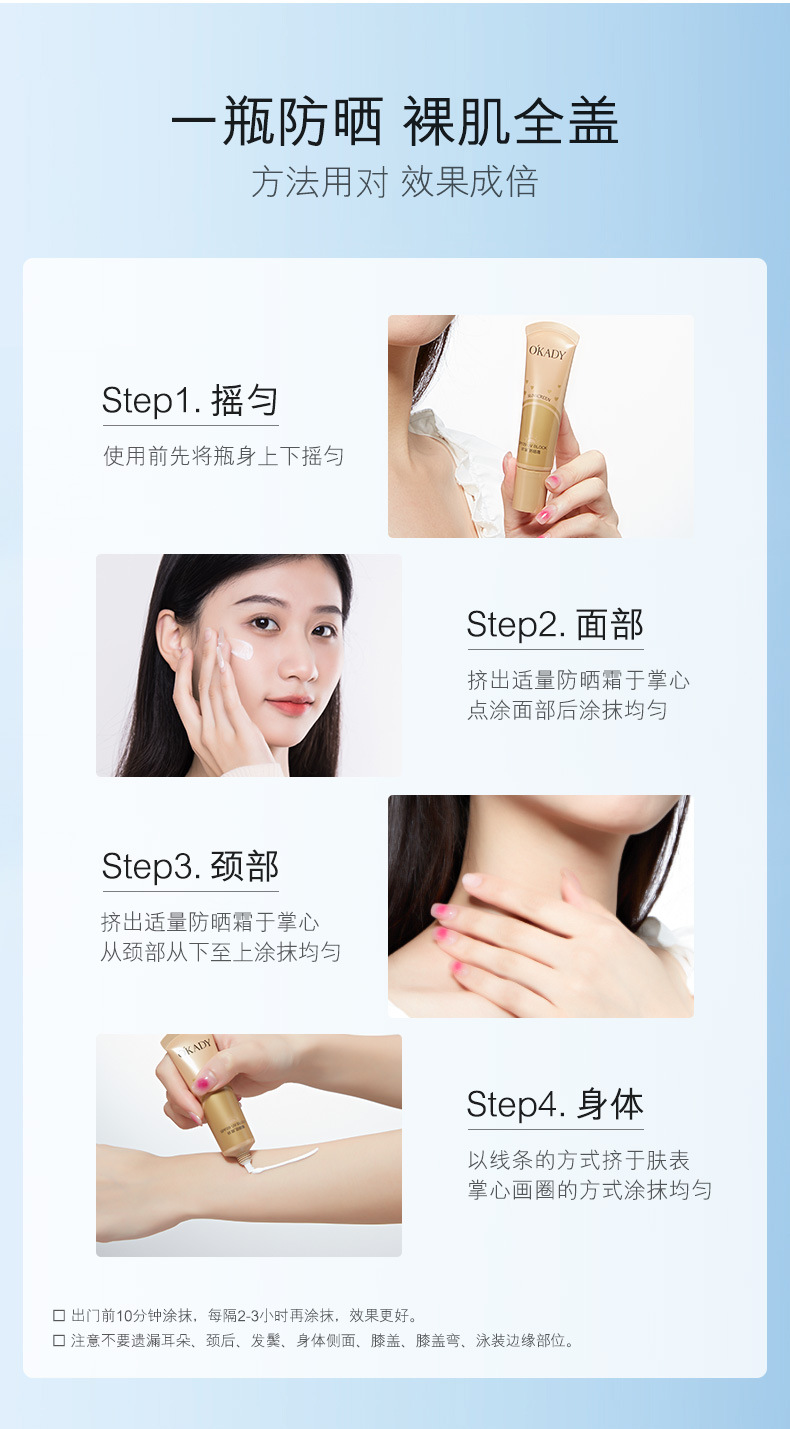 一瓶防晒 裸肌全盖
方法用对 效果成倍
O'KADY
SUNSCREEN
Step1. 摇匀
使用前先将瓶身上下摇匀
Step2. 面部
挤出适量防晒霜于掌心
点涂面部后涂抹均匀
Step3. 颈部
挤出适量防晒霜于掌心
从颈部从下至上涂抹均匀
KADY
Step4. 身体
以线条的方式挤于肤表
掌心画圈的方式涂抹均匀
□ 出门前10分钟涂抹，每隔2-3小时再涂抹，效果更好。
□ 注意不要遗漏耳朵、颈后、发鬓、身体侧面、膝盖、膝盖弯、泳装边缘部位。